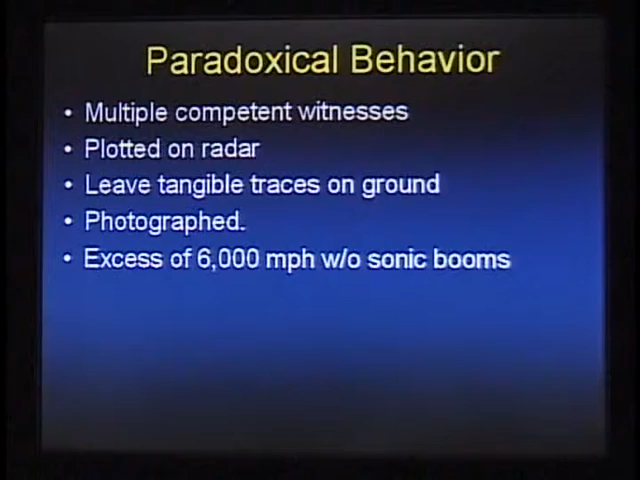 Paradoxical Behavior
• Multiple competent witnesses
• Plotted on radar
• Leave tangible traces on ground
• Photographed.
• Excess of 6,000 mph w/o sonic booms